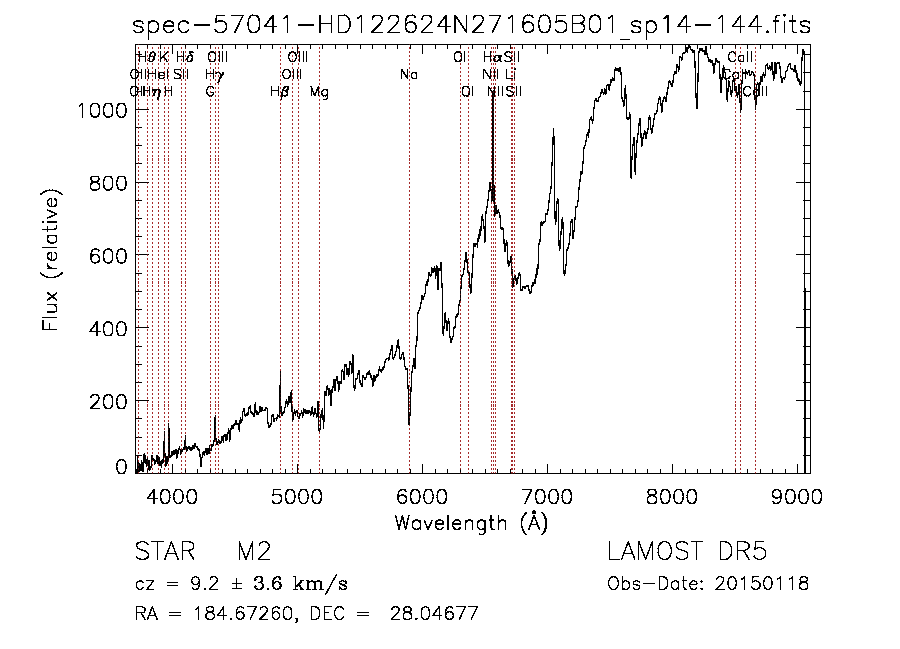 spec-57041-HD122624N271605B01_sp14-144.fits
Hθ K Hδ OIII OIII OI Hα SII CaII
OII HeI SII Hγ OIII Na NII Li CaII
OII Hη H G Hβ Mg OI NII SII CaII
1000
800
600
400
200
0
Flux (relative)
4000 5000 6000 7000 8000 9000
Wavelength (Å)
STAR M2 LAMOST DR5
cz = 9.2 ± 3.6 km/s Obs-Date: 20150118
RA = 184.67260, DEC = 28.04677